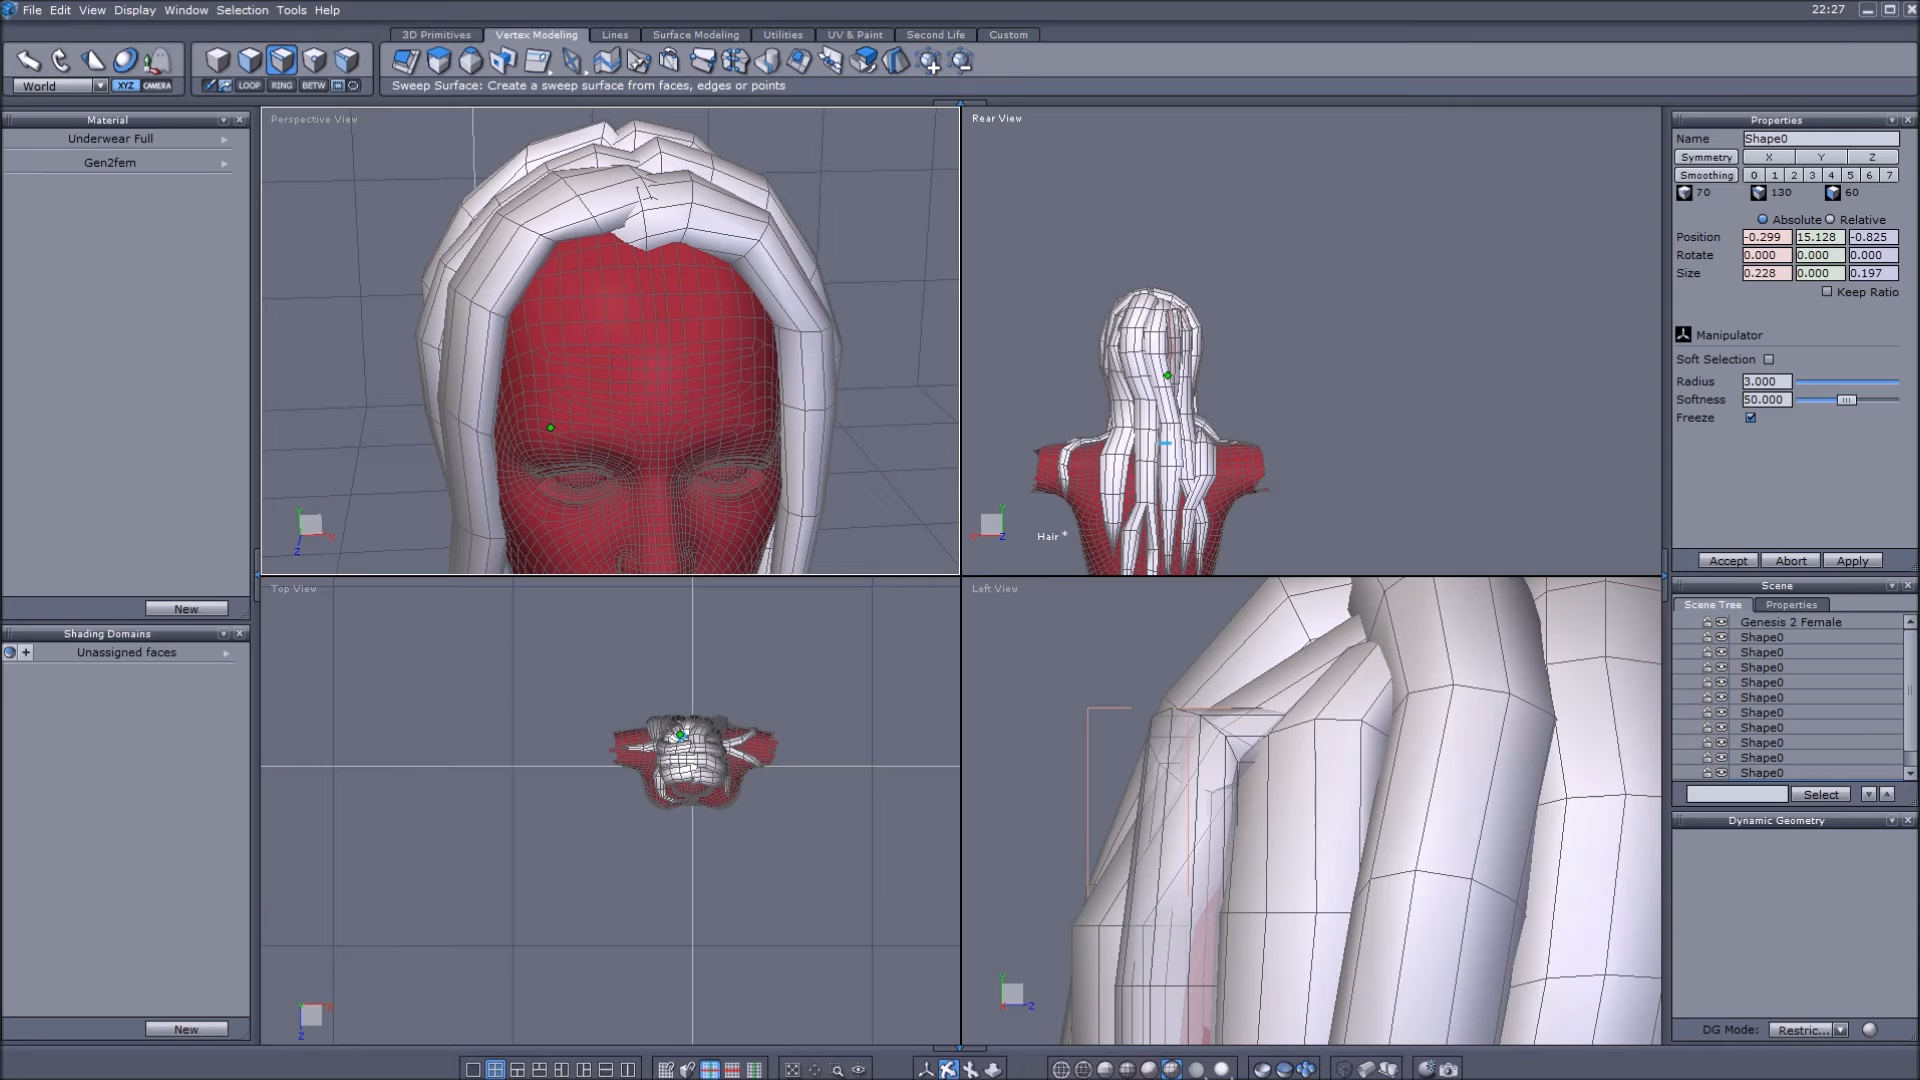 File Edit View Display Window Selection Tools Help
22:27
3D Primitives Vertex Modeling Lines Surface Modeling Utilities UV & Paint Second Life Custom
World XYZ CAMERA LOOP RING BETW
Sweep Surface: Create a sweep surface from faces, edges or points
Material
Underwear Full
Gen2fem
New
Shading Domains
Unassigned faces
New
Perspective View
Y
X
Z
Rear View
Y
X Z
Hair *
Top View
Y X
Z
Left View
Y
X Z
Properties
Name Shape0
Symmetry X Y Z
Smoothing 0 1 2 3 4 5 6 7
70 130 60
Absolute Relative
Position -0.299 15.128 -0.825
Rotate 0.000 0.000 0.000
Size 0.228 0.000 0.197
Keep Ratio
Manipulator
Soft Selection
Radius 3.000
Softness 50.000
Freeze
Accept Abort Apply
Scene
Scene Tree Properties
Genesis 2 Female
Shape0
Shape0
Shape0
Shape0
Shape0
Shape0
Shape0
Shape0
Shape0
Shape0
Select
Dynamic Geometry
DG Mode: Restric...